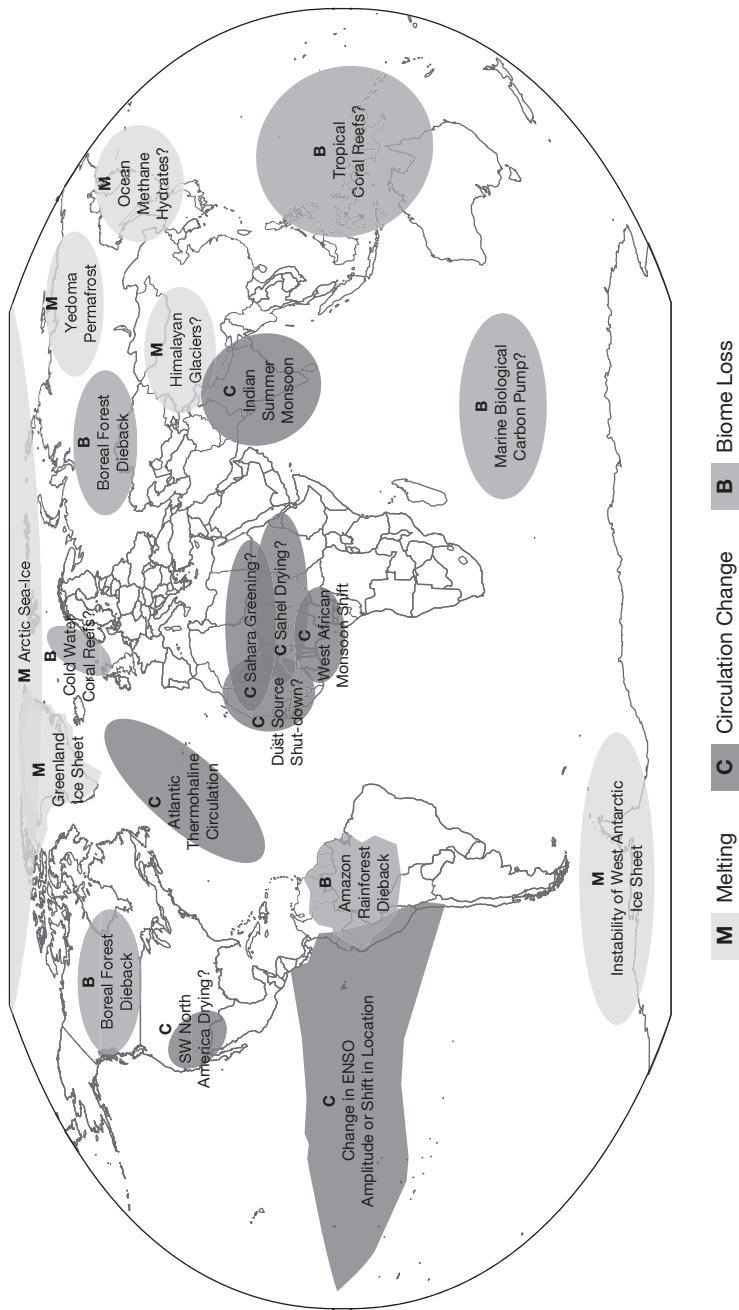 M Arctic Sea-Ice
M
Greenland
Ice Sheet
B
Cold Water
Coral Reefs?
B
Boreal Forest
Dieback
B
Boreal Forest
Dieback
M
Yedoma
Permafrost
M
Ocean
Methane
Hydrates?
C
SW North
America Drying?
C
Atlantic
Thermohaline
Circulation
M
Himalayan
Glaciers?
C
Indian
Summer
Monsoon
C Sahara Greening?
C Sahel Drying?
C
Dust Source
Shut-down?
C
West African
Monsoon Shift
B
Tropical
Coral Reefs?
C
Change in ENSO
Amplitude or Shift in Location
B
Amazon
Rainforest
Dieback
B
Marine Biological
Carbon Pump?
M
Instability of West Antarctic
Ice Sheet
M Melting
C Circulation Change
B Biome Loss